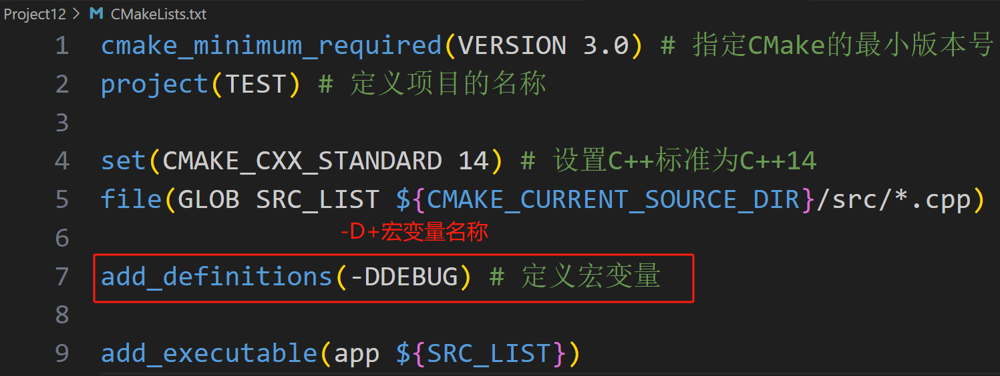 Project12 > CMakeLists.txt
1 cmake_minimum_required(VERSION 3.0) # 指定CMake的最小版本号
2 project(TEST) # 定义项目的名称
3
4 set(CMAKE_CXX_STANDARD 14) # 设置C++标准为C++14
5 file(GLOB SRC_LIST ${CMAKE_CURRENT_SOURCE_DIR}/src/*.cpp)
-D+宏变量名称
6
7 add_definitions(-DDEBUG) # 定义宏变量
8
9 add_executable(app ${SRC_LIST})